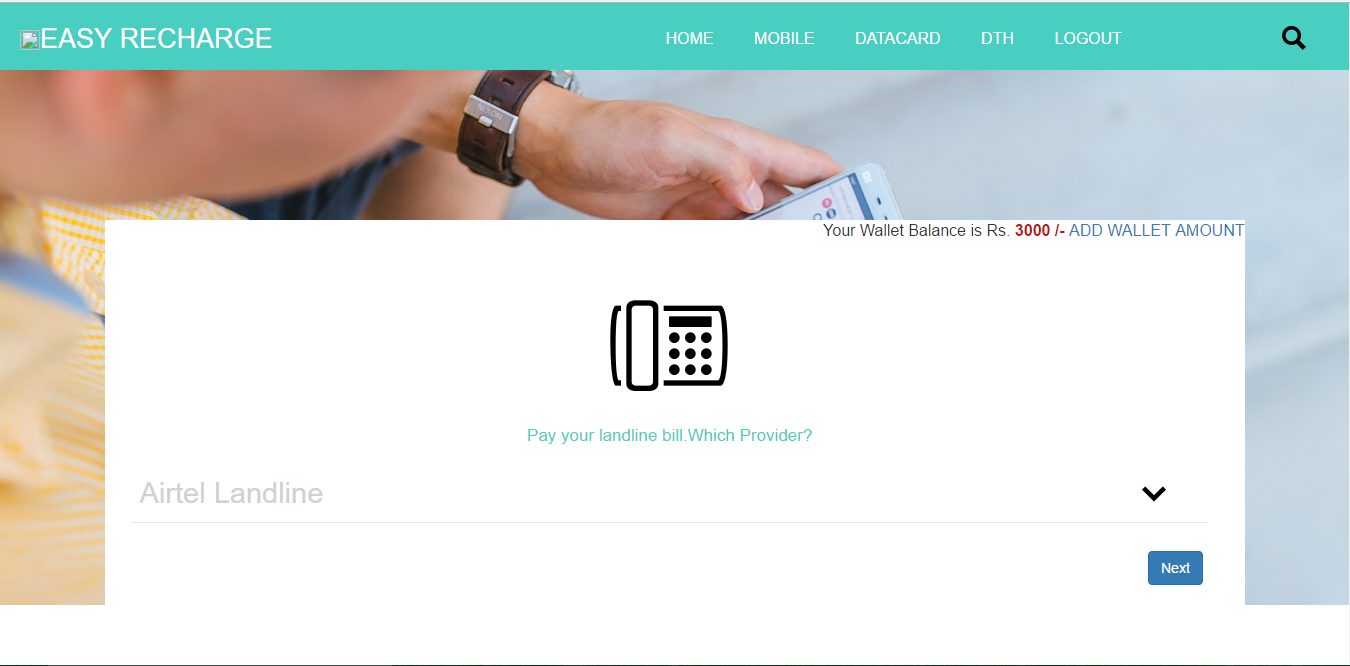 EASY RECHARGE HOME MOBILE DATACARD DTH LOGOUT
NIXON
Your Wallet Balance is Rs. 3000 /- ADD WALLET AMOUNT
Pay your landline bill.Which Provider?
Airtel Landline
Next